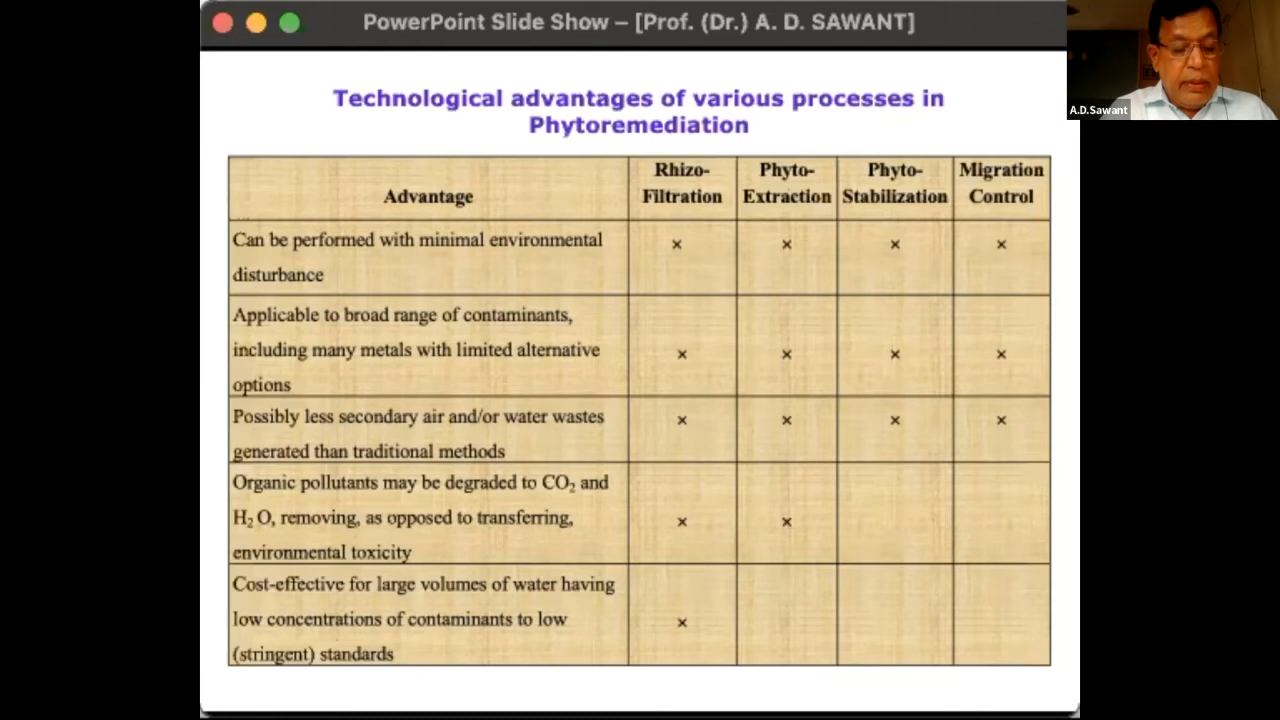 PowerPoint Slide Show – [Prof. (Dr.) A. D. SAWANT]
A.D.Sawant
Technological advantages of various processes in
Phytoremediation
Advantage
Rhizo-
Filtration
Phyto-
Extraction
Phyto-
Stabilization
Migration
Control
Can be performed with minimal environmental
disturbance
× × × ×
Applicable to broad range of contaminants,
including many metals with limited alternative
options
× × × ×
Possibly less secondary air and/or water wastes
generated than traditional methods
× × × ×
Organic pollutants may be degraded to CO₂ and
H₂ O, removing, as opposed to transferring,
environmental toxicity
× ×
Cost-effective for large volumes of water having
low concentrations of contaminants to low
(stringent) standards
×